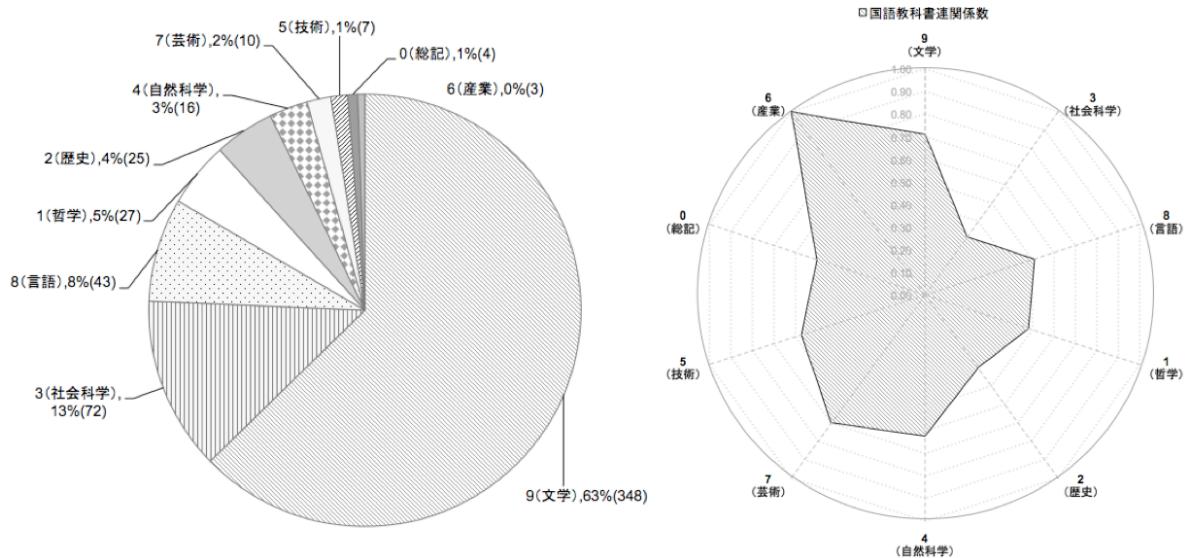 5(技術),1%(7)
7(芸術),2%(10)
0(総記),1%(4)
4(自然科学),
3%(16)
6(産業),0%(3)
2(歴史),4%(25)
1(哲学),5%(27)
8(言語),8%(43)
3(社会科学),
13%(72)
9(文学),63%(348)
国語教科書連関係数
9
(文学)
3
(社会科学)
8
(言語)
1
(哲学)
2
(歴史)
4
(自然科学)
7
(芸術)
5
(技術)
0
(総記)
6
(産業)
1.00
0.90
0.80
0.70
0.60
0.50
0.40
0.30
0.20
0.10
0.00